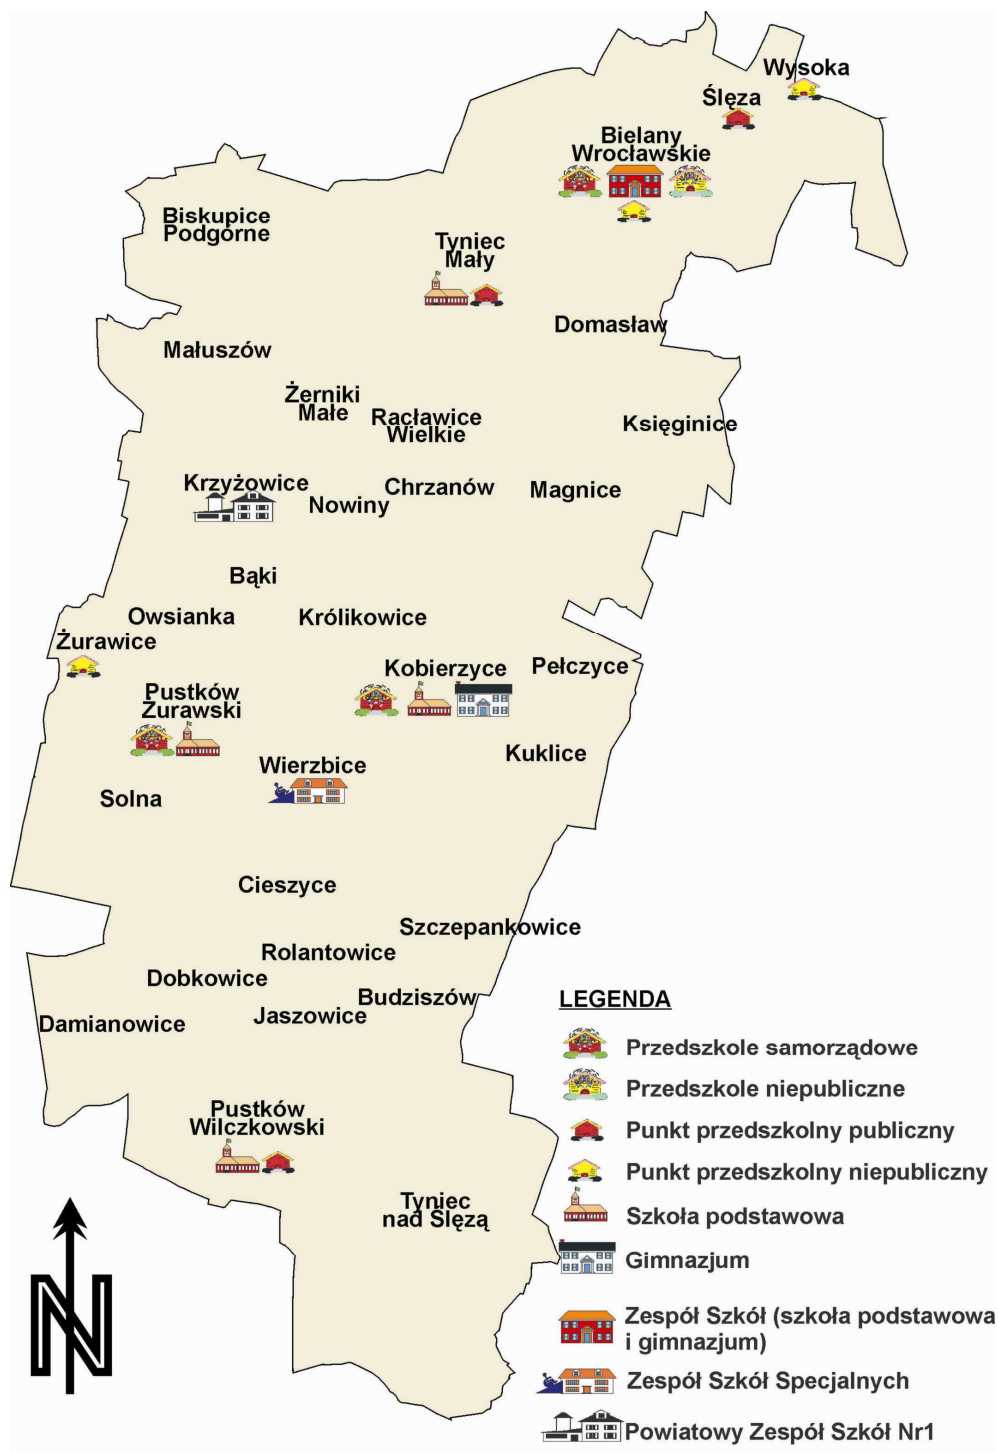 Wysoka
Ślęza
Bielany
Wrocławskie
Biskupice
Podgórne
Tyniec
Mały
Domasław
Małuszów
Żerniki
Małe
Racławice
Wielkie
Księginice
Krzyżowice
Nowiny
Chrzanów
Magnice
Bąki
Owsianka
Królikowice
Żurawice
Kobierzyce
Pełczyce
Pustków
Żurawski
Wierzbice
Kuklice
Solna
Cieszyce
Szczepankowice
Rolantowice
Dobkowice
Budziszów
Jaszowice
Damianowice
Pustków
Wilczkowski
Tyniec
nad Ślęzą
N
LEGENDA
Przedszkole samorządowe
Przedszkole niepubliczne
Punkt przedszkolny publiczny
Punkt przedszkolny niepubliczny
Szkoła podstawowa
Gimnazjum
Zespół Szkół (szkoła podstawowa
i gimnazjum)
Zespół Szkół Specjalnych
Powiatowy Zespół Szkół Nr1